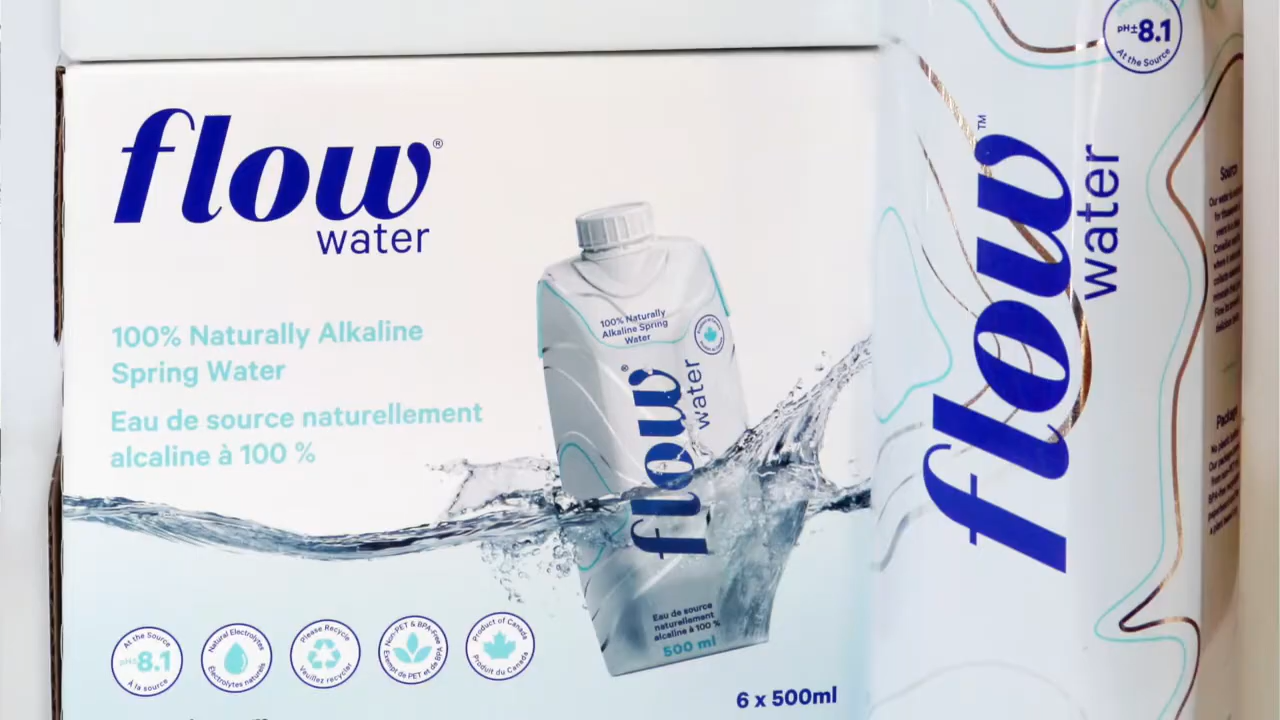 flow®
water
100% Naturally Alkaline
Spring Water
Eau de source naturellement
alcaline à 100 %
100% Naturally
Alkaline Spring
Water
flow®
water
Eau de source
naturellement
alcaline à 100 %
500 ml
At the Source
pH± 8.1
À la source
Natural Electrolytes
Électrolytes naturels
Please Recycle
Veuillez recycler
Non-PET & BPA-Free
Exempt de PET et de BPA
Product of Canada
Produit du Canada
6 x 500ml
pH± 8.1
At the Source
flow™
water
Source